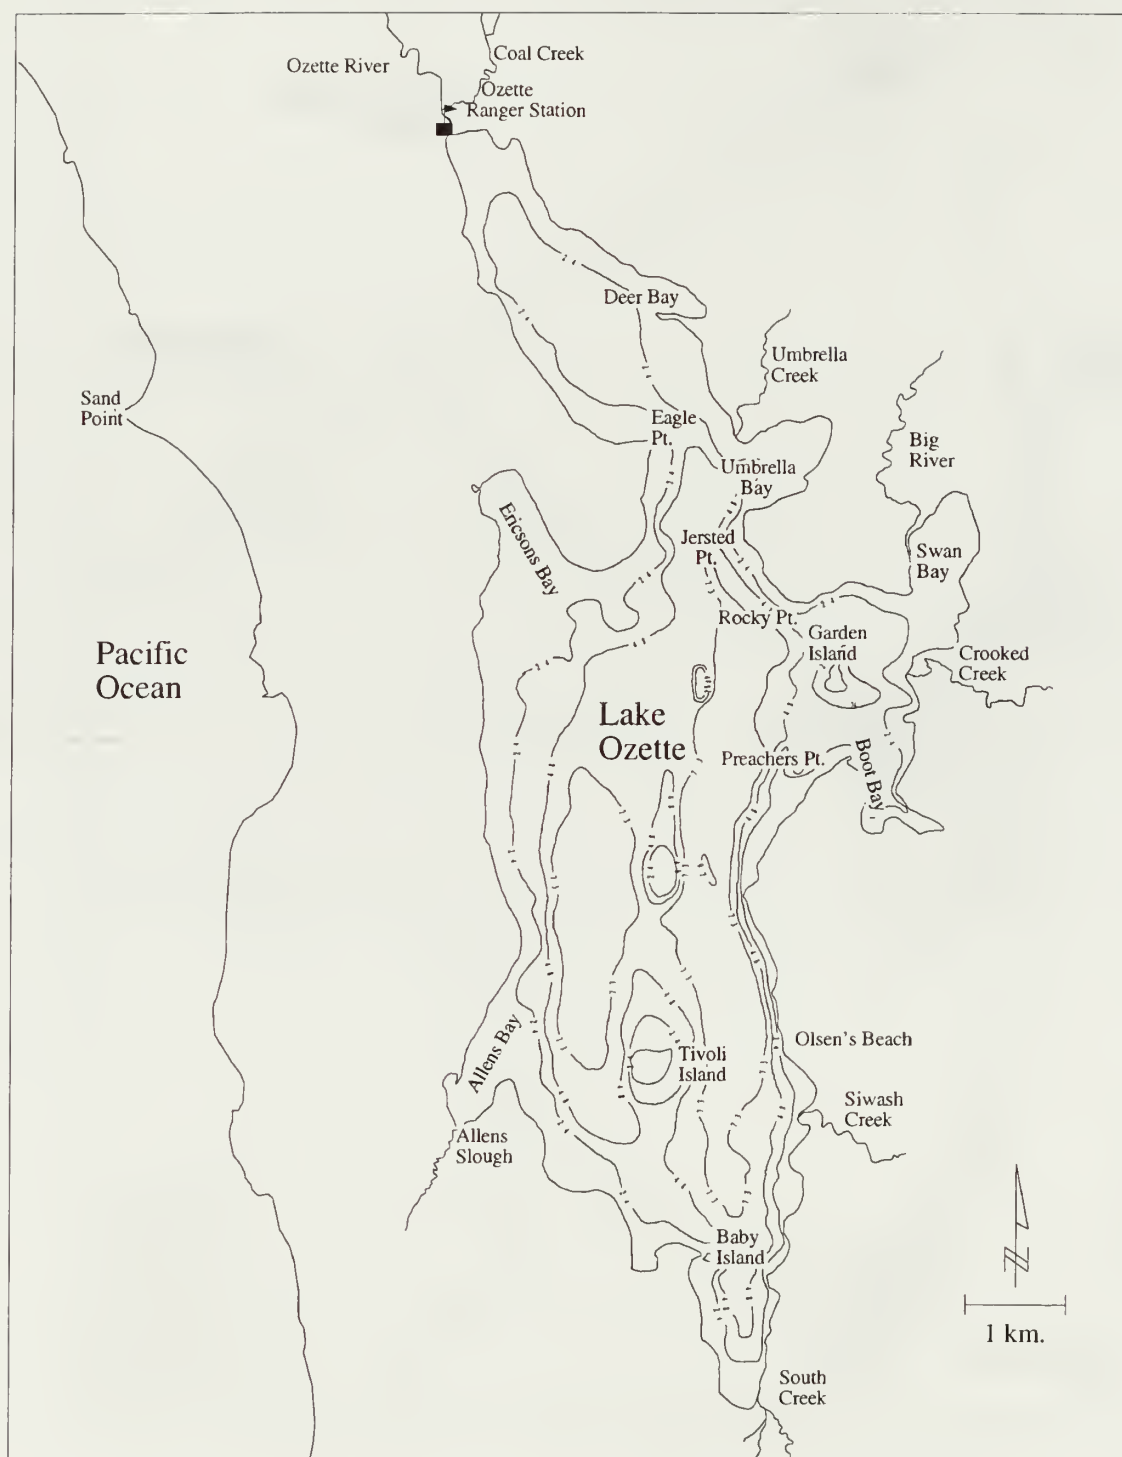 Coal Creek
Ozette River
Ozette
Ranger Station
Deer Bay
Umbrella
Creek
Sand
Point
Eagle
Pt.
Big
River
Umbrella
Bay
Ericsons Bay
Jersted
Pt.
Swan
Bay
Rocky Pt.
Garden
Island
Pacific
Ocean
Crooked
Creek
Lake
Ozette
Preachers Pt.
Boot Bay
Allens Bay
Olsen's Beach
Tivoli
Island
Siwash
Creek
Allens
Slough
Baby
Island
N
1 km.
South
Creek